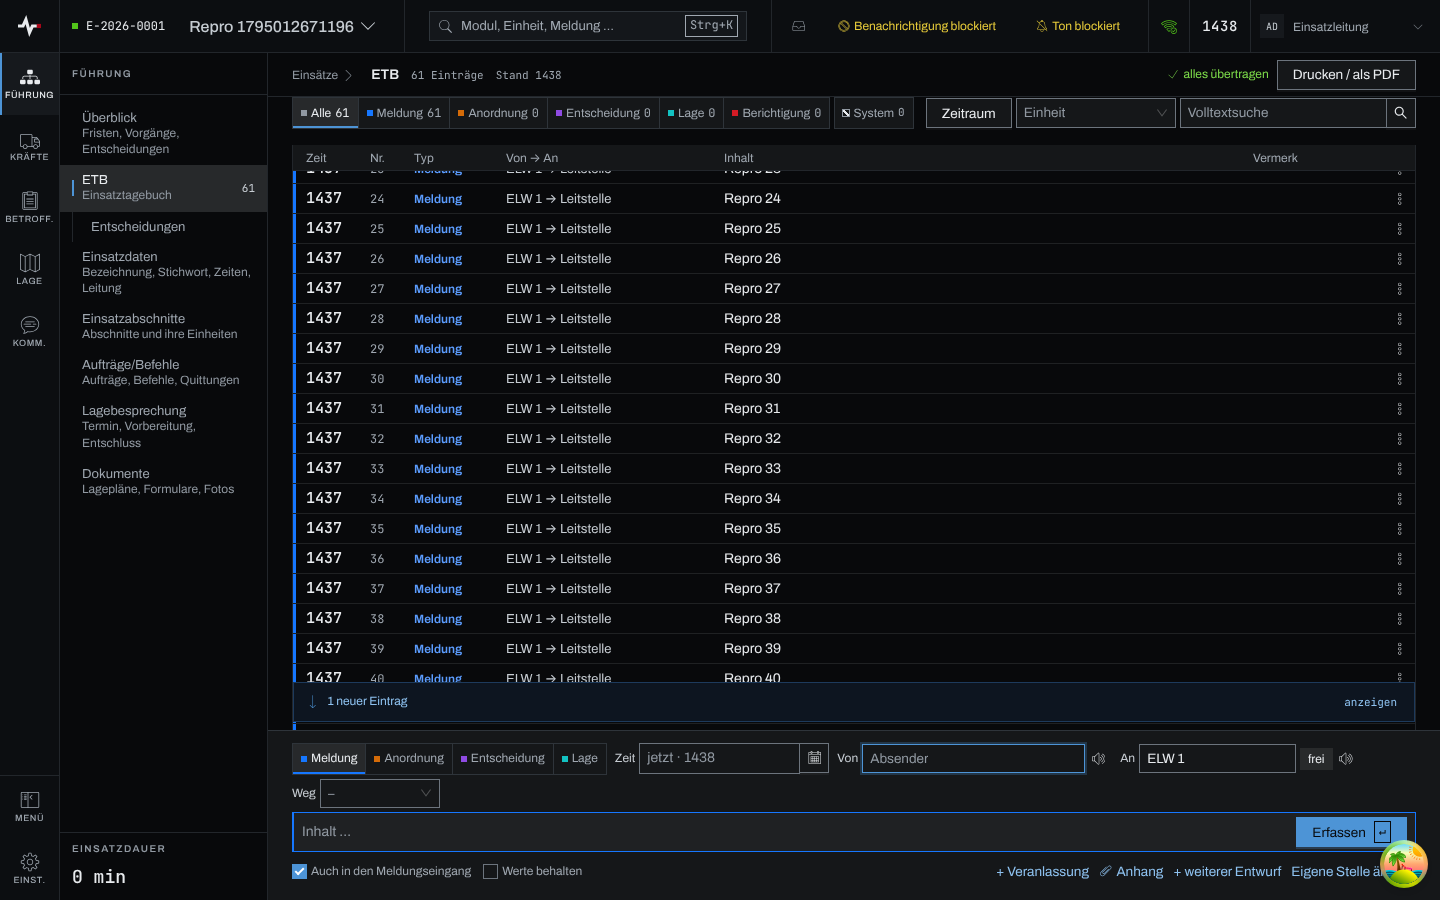 E-2026-0001
Repro 1795012671196
Modul, Einheit, Meldung ...
Strg+K
Benachrichtigung blockiert
Ton blockiert
1438
AD
Einsatzleitung
FÜHRUNG
KRÄFTE
BETROFF.
LAGE
KOMM.
MENÜ
EINST.
FÜHRUNG
Überblick
Fristen, Vorgänge,
Entscheidungen
ETB
Einsatztagebuch
61
Entscheidungen
Einsatzdaten
Bezeichnung, Stichwort, Zeiten,
Leitung
Einsatzabschnitte
Abschnitte und ihre Einheiten
Aufträge/Befehle
Aufträge, Befehle, Quittungen
Lagebesprechung
Termin, Vorbereitung,
Entschluss
Dokumente
Lagepläne, Formulare, Fotos
EINSATZDAUER
0 min
Einsätze
ETB
61 Einträge
Stand 1438
alles übertragen
Drucken / als PDF
Alle 61
Meldung 61
Anordnung 0
Entscheidung 0
Lage 0
Berichtigung 0
System 0
Zeitraum
Einheit
Volltextsuche
Zeit Nr. Typ Von → An Inhalt Vermerk
1437 24 Meldung ELW 1 → Leitstelle Repro 24
1437 25 Meldung ELW 1 → Leitstelle Repro 25
1437 26 Meldung ELW 1 → Leitstelle Repro 26
1437 27 Meldung ELW 1 → Leitstelle Repro 27
1437 28 Meldung ELW 1 → Leitstelle Repro 28
1437 29 Meldung ELW 1 → Leitstelle Repro 29
1437 30 Meldung ELW 1 → Leitstelle Repro 30
1437 31 Meldung ELW 1 → Leitstelle Repro 31
1437 32 Meldung ELW 1 → Leitstelle Repro 32
1437 33 Meldung ELW 1 → Leitstelle Repro 33
1437 34 Meldung ELW 1 → Leitstelle Repro 34
1437 35 Meldung ELW 1 → Leitstelle Repro 35
1437 36 Meldung ELW 1 → Leitstelle Repro 36
1437 37 Meldung ELW 1 → Leitstelle Repro 37
1437 38 Meldung ELW 1 → Leitstelle Repro 38
1437 39 Meldung ELW 1 → Leitstelle Repro 39
1437 40 Meldung ELW 1 → Leitstelle Repro 40
↓ 1 neuer Eintrag
anzeigen
Meldung
Anordnung
Entscheidung
Lage
Zeit jetzt · 1438
Von Absender
An ELW 1
frei
Weg –
Inhalt ...
Erfassen ↵
Auch in den Meldungseingang
Werte behalten
+ Veranlassung
Anhang
+ weiterer Entwurf
Eigene Stelle